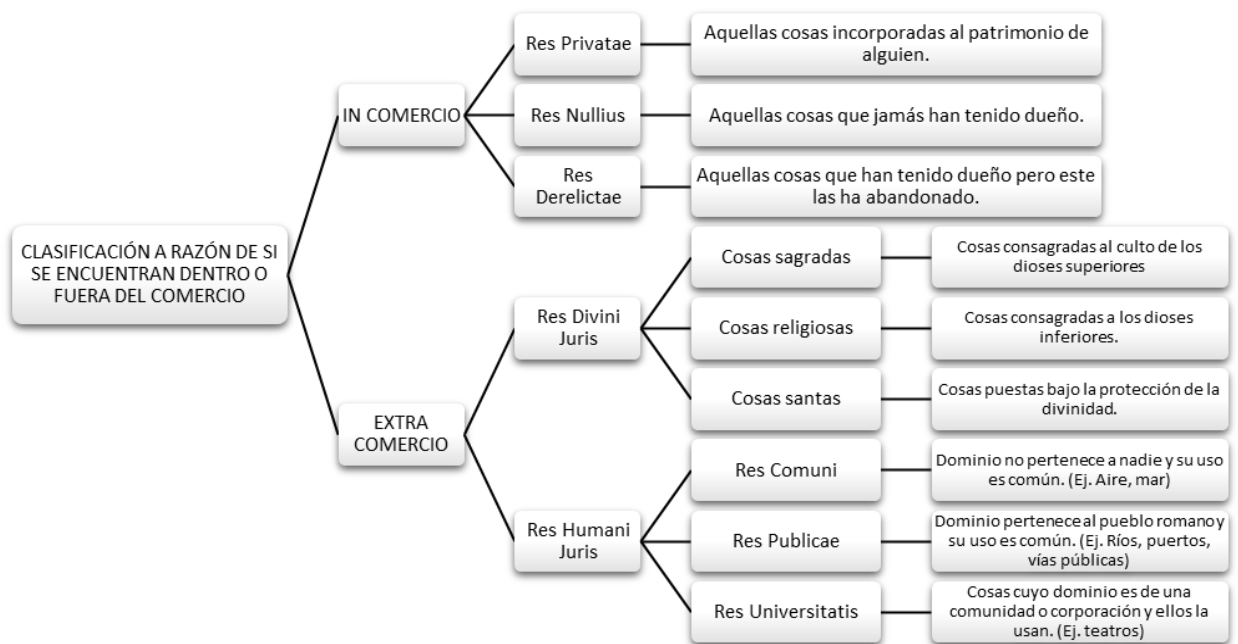 CLASIFICACIÓN A RAZÓN DE SI
SE ENCUENTRAN DENTRO O
FUERA DEL COMERCIO
IN COMERCIO
Res Privatae
Aquellas cosas incorporadas al patrimonio de
alguien.
Res Nullius
Aquellas cosas que jamás han tenido dueño.
Res
Derelictae
Aquellas cosas que han tenido dueño pero este
las ha abandonado.
EXTRA
COMERCIO
Res Divini
Juris
Cosas sagradas
Cosas consagradas al culto de los
dioses superiores
Cosas religiosas
Cosas consagradas a los dioses
inferiores.
Cosas santas
Cosas puestas bajo la protección de la
divinidad.
Res Humani
Juris
Res Comuni
Dominio no pertenece a nadie y su uso
es común. (Ej. Aire, mar)
Res Publicae
Dominio pertenece al pueblo romano y
su uso es común. (Ej. Ríos, puertos,
vías públicas)
Res Universitatis
Cosas cuyo dominio es de una
comunidad o corporación y ellos la
usan. (Ej. teatros)